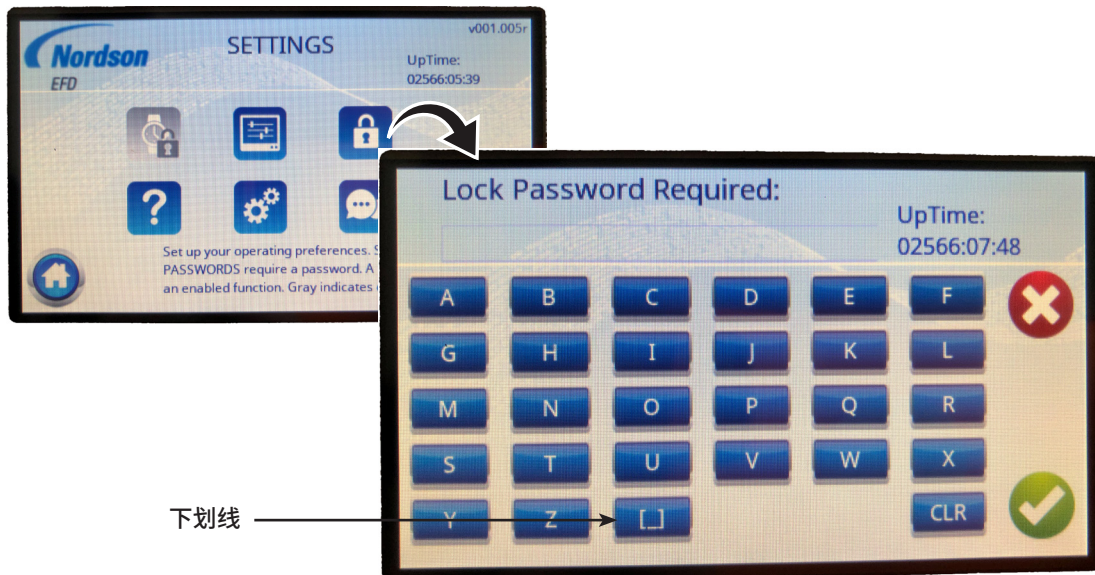 v001.005r
Nordson
EFD
SETTINGS
UpTime:
02566:05:39
?
Set up your operating preferences. S
PASSWORDS require a password. A
an enabled function. Gray indicates
Lock Password Required:
UpTime:
02566:07:48
A B C D E F
G H I J K L
M N O P Q R
S T U V W X
Y Z [_] CLR
下划线